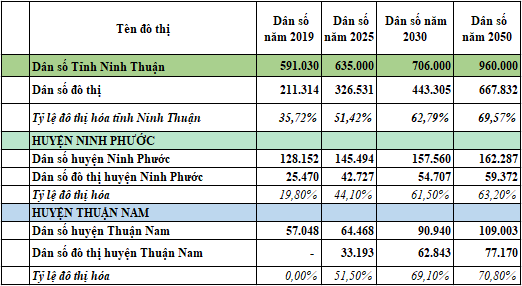 Tên đô thị Dân số năm 2019 Dân số năm 2025 Dân số năm 2030 Dân số năm 2050
Dân số Tỉnh Ninh Thuận 591.030 635.000 706.000 960.000
Dân số đô thị 211.314 326.531 443.305 667.832
Tỷ lệ đô thị hóa tỉnh Ninh Thuận 35,72% 51,42% 62,79% 69,57%
HUYỆN NINH PHƯỚC
Dân số huyện Ninh Phước 128.152 145.494 157.560 162.287
Dân số đô thị huyện Ninh Phước 25.470 42.727 54.707 59.372
Tỷ lệ đô thị hóa 19,80% 44,10% 61,50% 63,20%
HUYỆN THUẬN NAM
Dân số huyện Thuận Nam 57.048 64.468 90.940 109.003
Dân số đô thị huyện Thuận Nam - 33.193 62.843 77.170
Tỷ lệ đô thị hóa 0,00% 51,50% 69,10% 70,80%